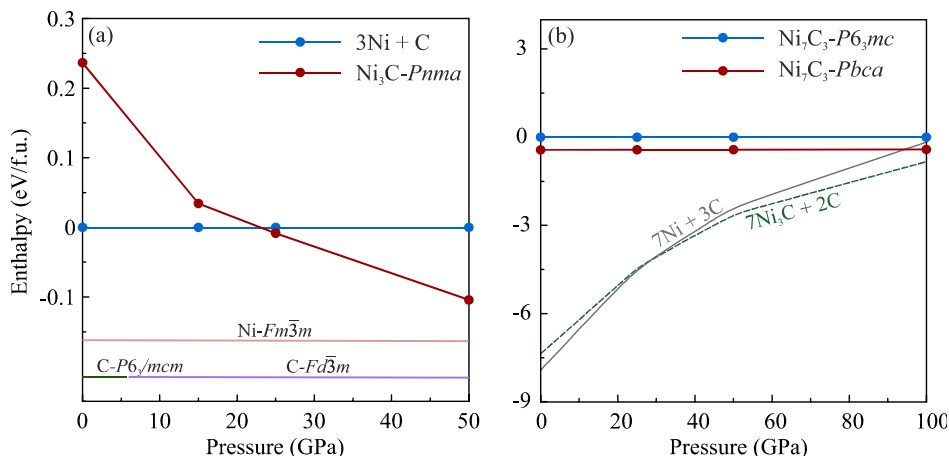 (a)
3Ni + C
Ni₃C-Pnma
Enthalpy (eV/f.u.)
0.3
0.2
0.1
0
-0.1
Ni-Fm3̅m
C-P6₃/mcm
C-Fd3̅m
0 10 20 30 40 50
Pressure (GPa)
(b)
Ni₇C₃-P6₃mc
Ni₇C₃-Pbca
3
0
-3
-6
-9
7Ni + 3C
7Ni₃C + 2C
0 20 40 60 80 100
Pressure (GPa)